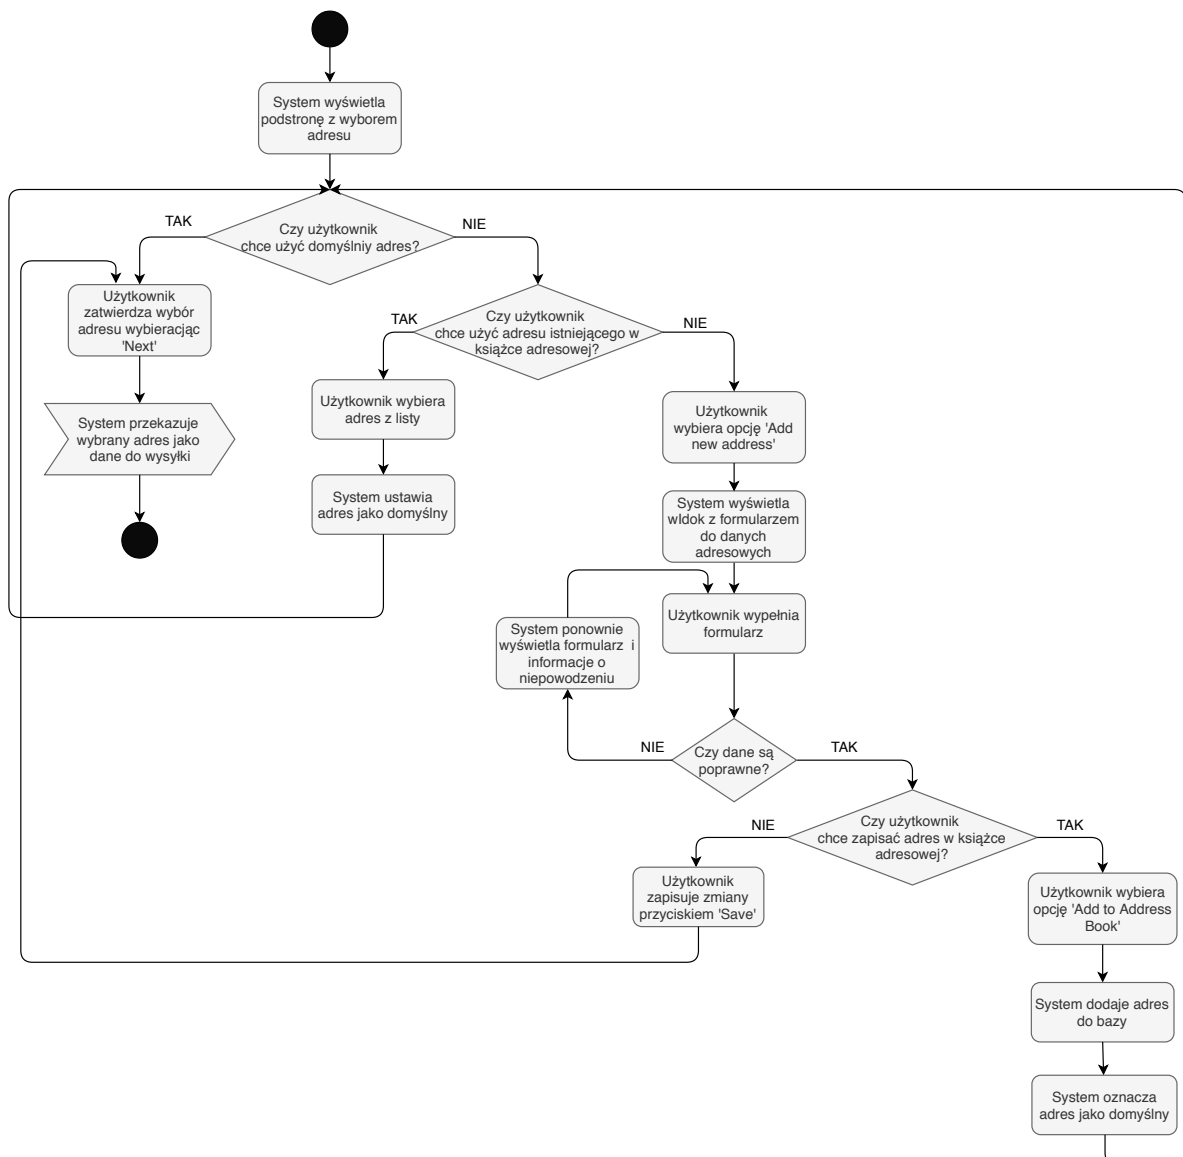 System wyświetla
podstronę z wyborem
adresu
TAK
Czy użytkownik
chce użyć domyślniy adres?
NIE
Użytkownik
zatwierdza wybór
adresu wybieracjąc
'Next'
TAK
Czy użytkownik
chce użyć adresu istniejącego w
książce adresowej?
NIE
Użytkownik wybiera
adres z listy
Użytkownik
wybiera opcję 'Add
new address'
System przekazuje
wybrany adres jako
dane do wysyłki
System ustawia
adres jako domyślny
System wyświetla
wIdok z formularzem
do danych
adresowych
Użytkownik wypełnia
formularz
System ponownie
wyświetla formularz i
informacje o
niepowodzeniu
NIE
Czy dane są
poprawne?
TAK
NIE
Czy użytkownik
chce zapisać adres w książce
adresowej?
TAK
Użytkownik
zapisuje zmiany
przyciskiem 'Save'
Użytkownik wybiera
opcję 'Add to Address
Book'
System dodaje adres
do bazy
System oznacza
adres jako domyślny